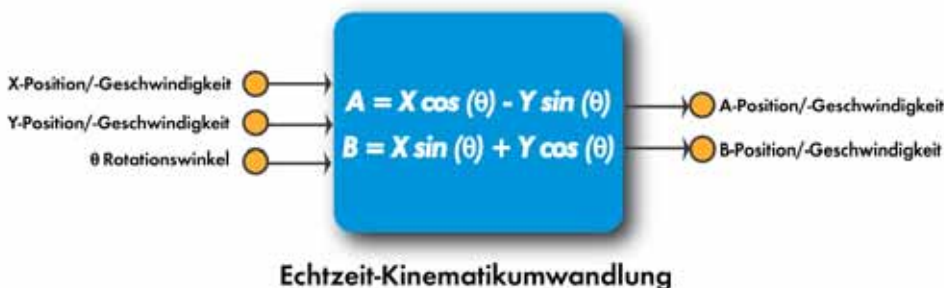 X-Position/-Geschwindigkeit
Y-Position/-Geschwindigkeit
θ Rotationswinkel
A = X cos (θ) - Y sin (θ)
B = X sin (θ) + Y cos (θ)
A-Position/-Geschwindigkeit
B-Position/-Geschwindigkeit
Echtzeit-Kinematikumwandlung